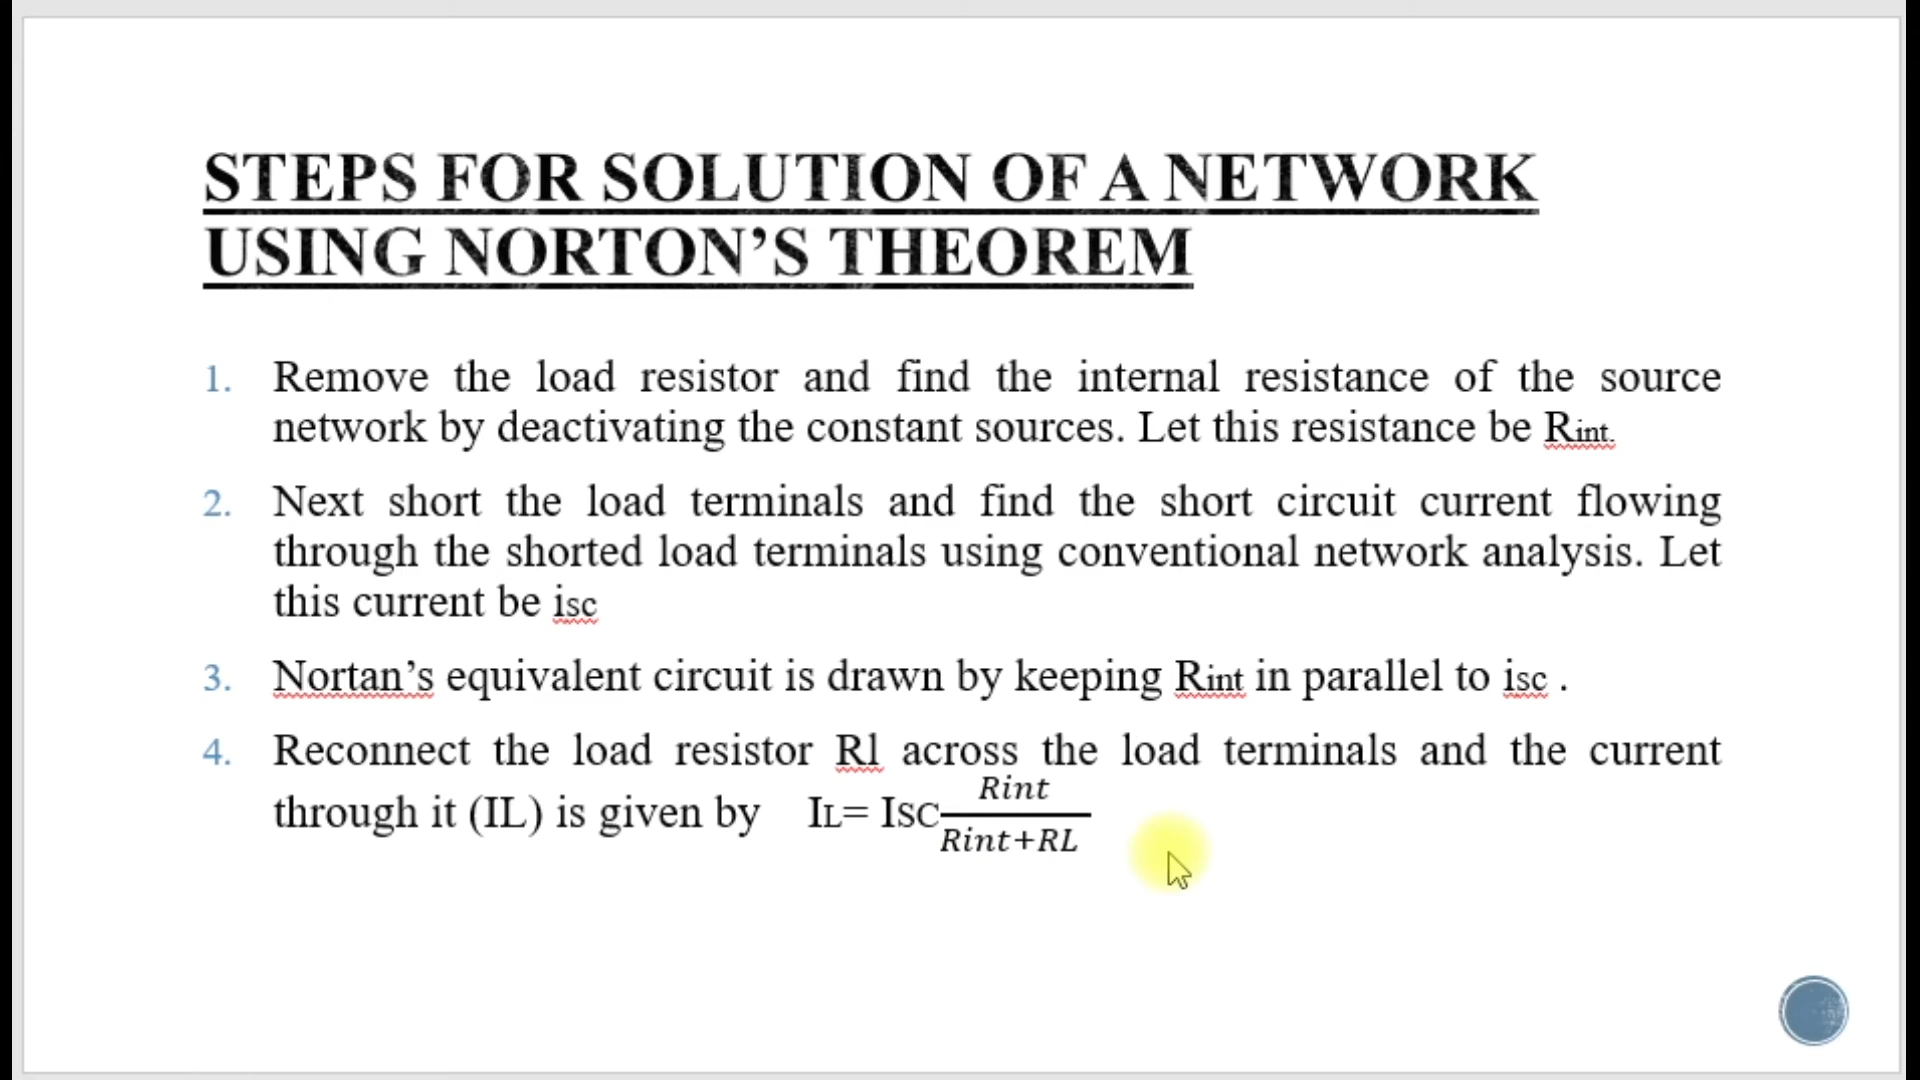 STEPS FOR SOLUTION OF A NETWORK
USING NORTON’S THEOREM
1. Remove the load resistor and find the internal resistance of the source
network by deactivating the constant sources. Let this resistance be Rint.
2. Next short the load terminals and find the short circuit current flowing
through the shorted load terminals using conventional network analysis. Let
this current be isc
3. Nortan’s equivalent circuit is drawn by keeping Rint in parallel to isc .
4. Reconnect the load resistor Rl across the load terminals and the current
through it (IL) is given by IL= ISC Rint
Rint+RL